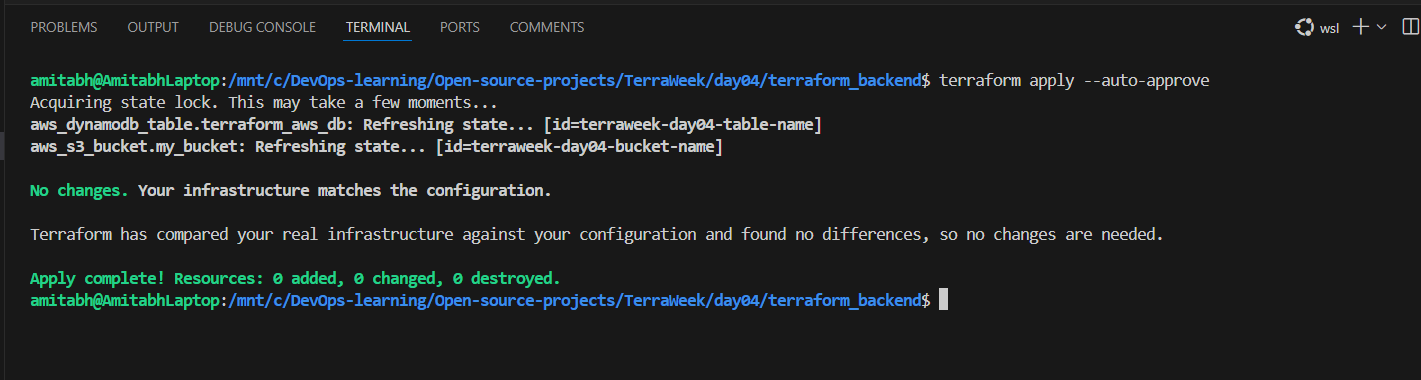 PROBLEMS OUTPUT DEBUG CONSOLE TERMINAL PORTS COMMENTS wsl
amitabh@AmitabhLaptop:/mnt/c/DevOps-learning/Open-source-projects/TerraWeek/day04/terraform_backend$ terraform apply --auto-approve
Acquiring state lock. This may take a few moments...
aws_dynamodb_table.terraform_aws_db: Refreshing state... [id=terraweek-day04-table-name]
aws_s3_bucket.my_bucket: Refreshing state... [id=terraweek-day04-bucket-name]
No changes. Your infrastructure matches the configuration.
Terraform has compared your real infrastructure against your configuration and found no differences, so no changes are needed.
Apply complete! Resources: 0 added, 0 changed, 0 destroyed.
amitabh@AmitabhLaptop:/mnt/c/DevOps-learning/Open-source-projects/TerraWeek/day04/terraform_backend$